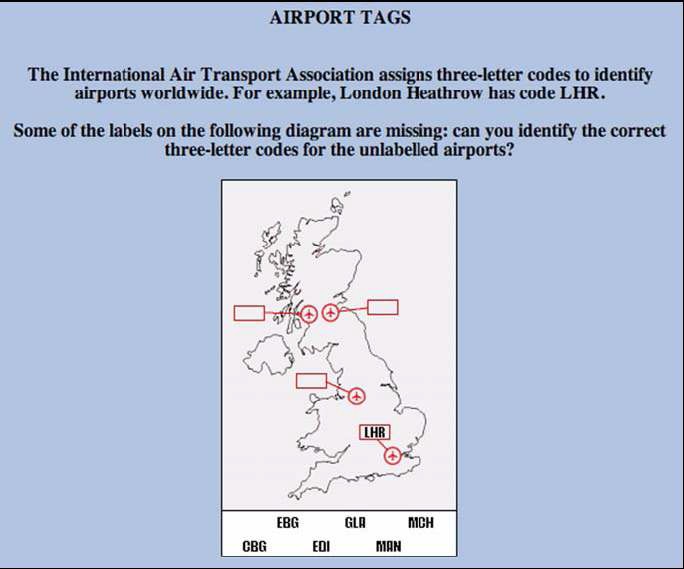 AIRPORT TAGS
The International Air Transport Association assigns three-letter codes to identify
airports worldwide. For example, London Heathrow has code LHR.
Some of the labels on the following diagram are missing: can you identify the correct
three-letter codes for the unlabelled airports?
LHR
EBG GLA MCH
CBG EDI MAN